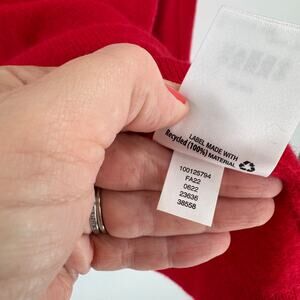 LABEL MADE WITH
Recycled (100%) MATERIAL
100125794
FA22
0622
23636
38558